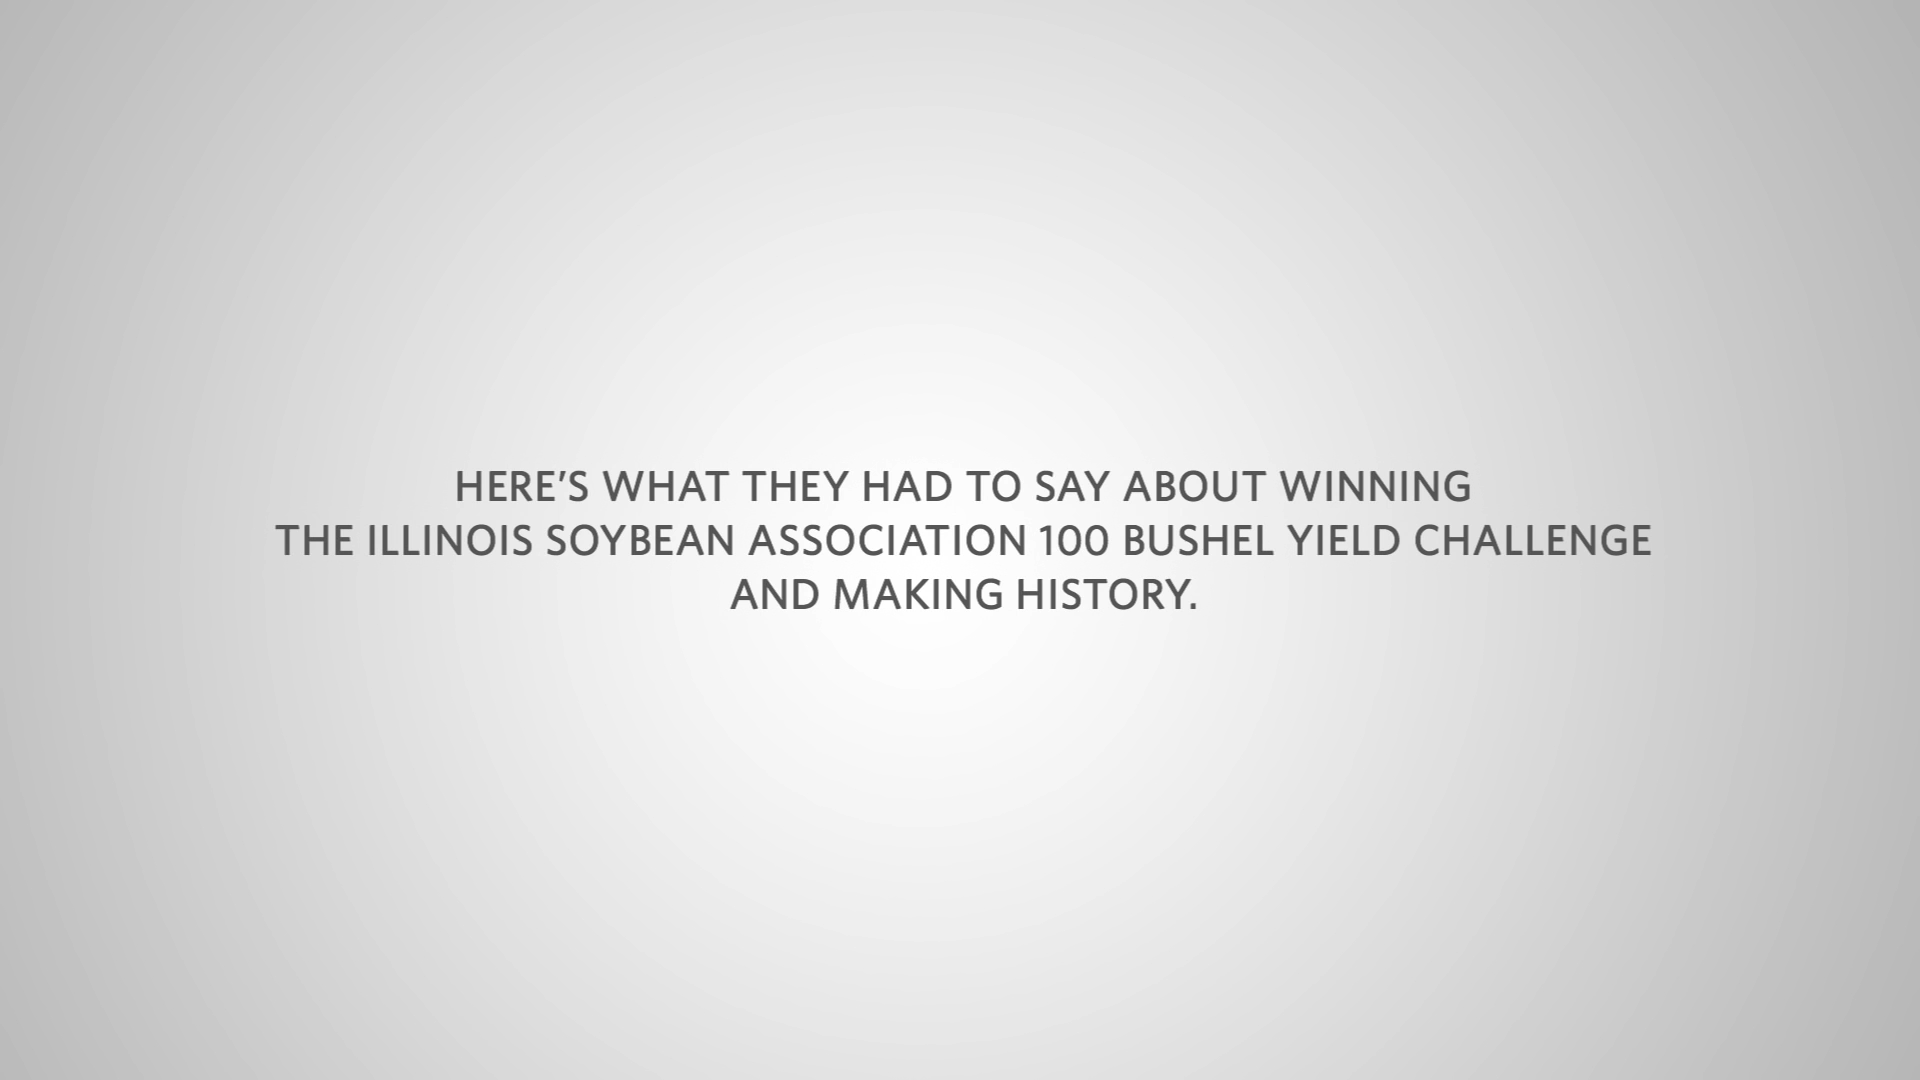 HERE’S WHAT THEY HAD TO SAY ABOUT WINNING
THE ILLINOIS SOYBEAN ASSOCIATION 100 BUSHEL YIELD CHALLENGE
AND MAKING HISTORY.